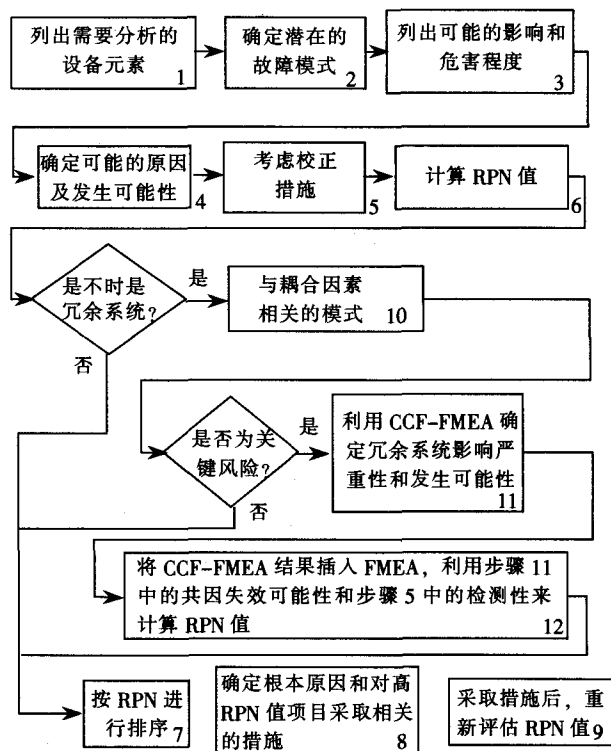 列出需要分析的
设备元素
1
确定潜在的
故障模式
2
列出可能的影响和
危害程度
3
确定可能的原因
及发生可能性
4
考虑校正
措施
5
计算 RPN 值
6
是不时是
冗余系统?
是
否
与耦合因素
相关的模式
10
是否为关
键风险?
是
否
利用 CCF-FMEA 确
定冗余系统影响严
重性和发生可能性
11
将 CCF-FMEA 结果插入 FMEA，利用步骤 11
中的共因失效可能性和步骤 5 中的检测性来
计算 RPN 值
12
按 RPN 进
行排序 7
确定根本原因和对高
RPN 值项目采取相关
的措施
8
采取措施后，重
新评估 RPN 值 9